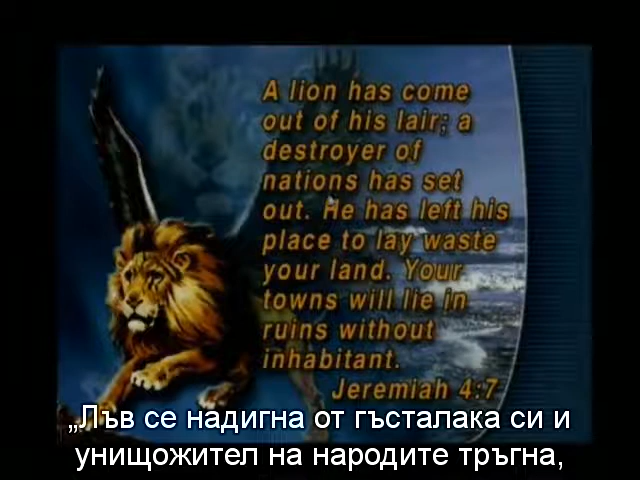 A lion has come
out of his lair; a
destroyer of
nations has set
out. He has left his
place to lay waste
your land. Your
towns will lie in
ruins without
inhabitant.
Jeremiah 4:7
„Лъв се надигна от гъсталака си и
унищожител на народите тръгна,